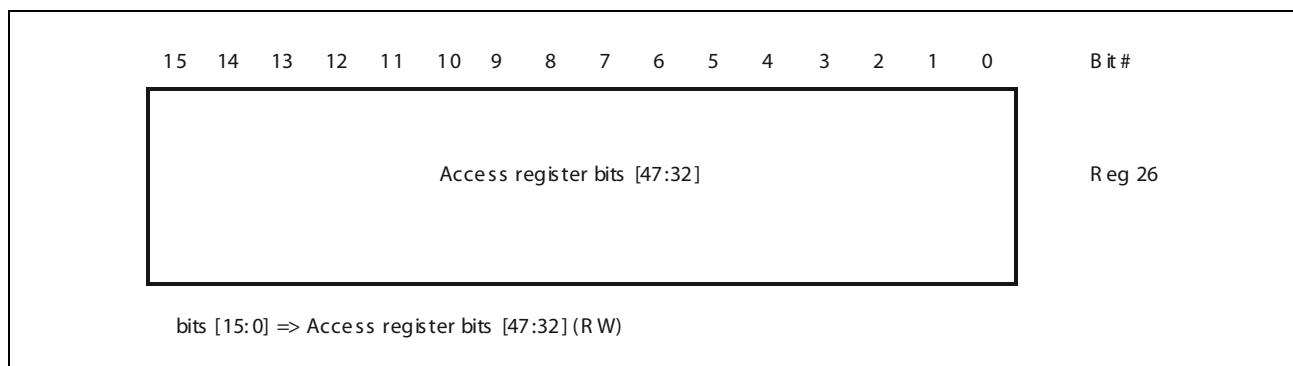 15 14 13 12 11 10 9 8 7 6 5 4 3 2 1 0 Bit#
Access register bits [47:32] Reg 26
bits [15:0] => Access register bits [47:32] (RW)